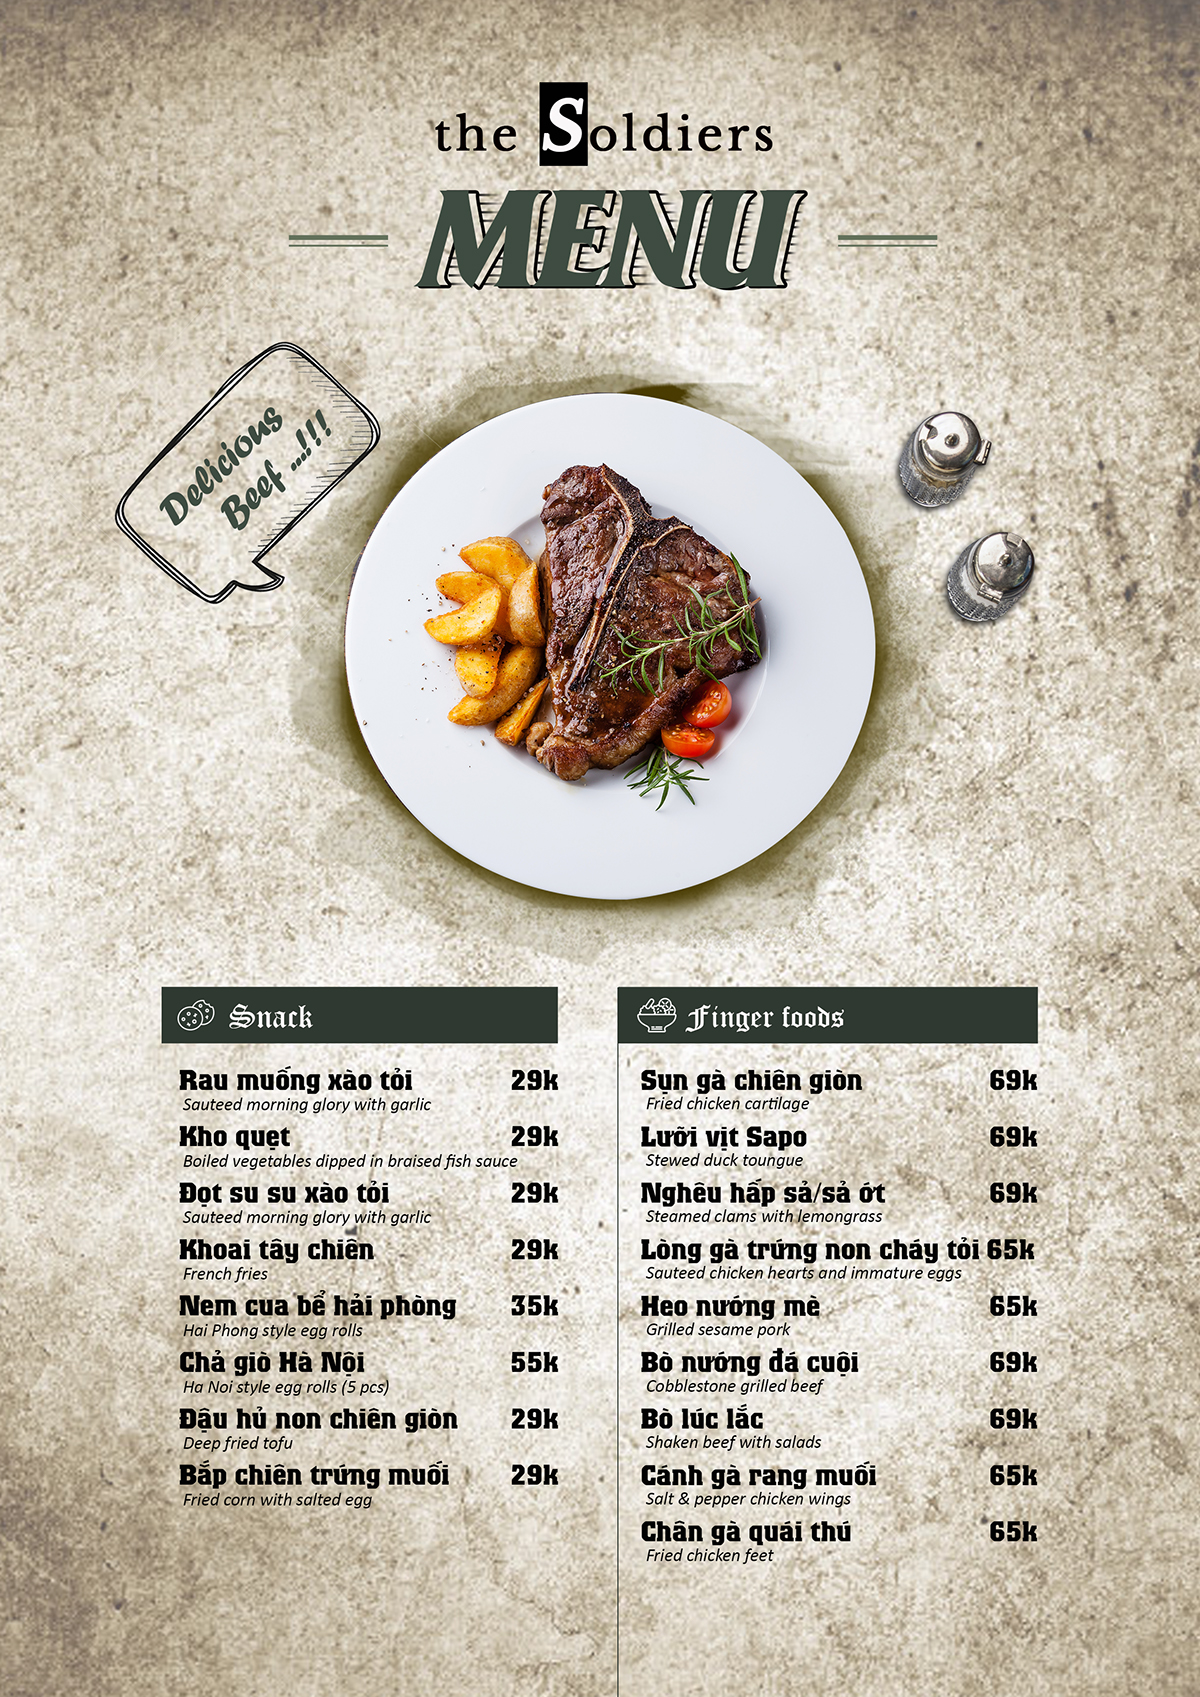 the Soldiers
MENU
Delicious
Beef ...!!!
Snack
Rau muống xào tỏi 29k
Sauteed morning glory with garlic
Kho quẹt 29k
Boiled vegetables dipped in braised fish sauce
Đọt su su xào tỏi 29k
Sauteed morning glory with garlic
Khoai tây chiên 29k
French fries
Nem cua bể hải phòng 35k
Hai Phong style egg rolls
Chả giò Hà Nội 55k
Ha Noi style egg rolls (5 pcs)
Đậu hủ non chiên giòn 29k
Deep fried tofu
Bắp chiên trứng muối 29k
Fried corn with salted egg
Finger foods
Sụn gà chiên giòn 69k
Fried chicken cartilage
Lưỡi vịt Sapo 69k
Stewed duck toungue
Nghêu hấp sả/sả ớt 69k
Steamed clams with lemongrass
Lòng gà trứng non cháy tỏi 65k
Sauteed chicken hearts and immature eggs
Heo nướng mè 65k
Grilled sesame pork
Bò nướng đá cuội 69k
Cobblestone grilled beef
Bò lúc lắc 69k
Shaken beef with salads
Cánh gà rang muối 65k
Salt & pepper chicken wings
Chân gà quái thú 65k
Fried chicken feet